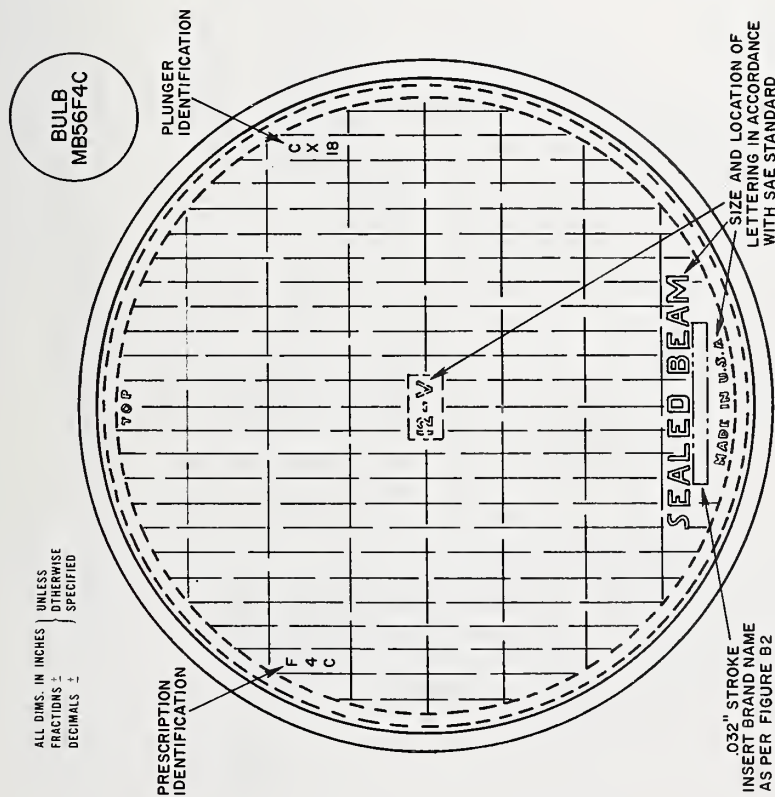 ALL DIMS. IN INCHES
FRACTIONS ±
DECIMALS ±
UNLESS
OTHERWISE
SPECIFIED
BULB
MB56F4C
PRESCRIPTION
IDENTIFICATION
PLUNGER
IDENTIFICATION
TOP
F
4
C
C
X
18
12-V
SEALED BEAM
MADE IN U.S.A
.032" STROKE
INSERT BRAND NAME
AS PER FIGURE B2
SIZE AND LOCATION OF
LETTERING IN ACCORDANCE
WITH SAE STANDARD